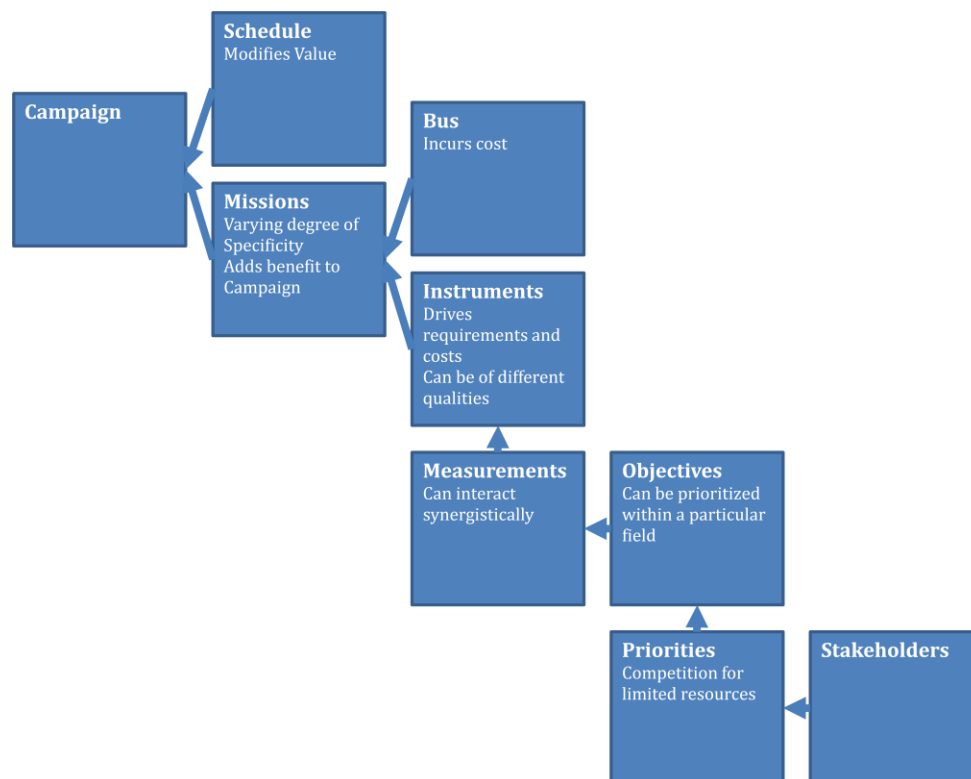 Schedule
Modifies Value
Campaign
Bus
Incurs cost
Missions
Varying degree of
Specificity
Adds benefit to
Campaign
Instruments
Drives
requirements and
costs
Can be of different
qualities
Measurements
Can interact
synergistically
Objectives
Can be prioritized
within a particular
field
Priorities
Competition for
limited resources
Stakeholders